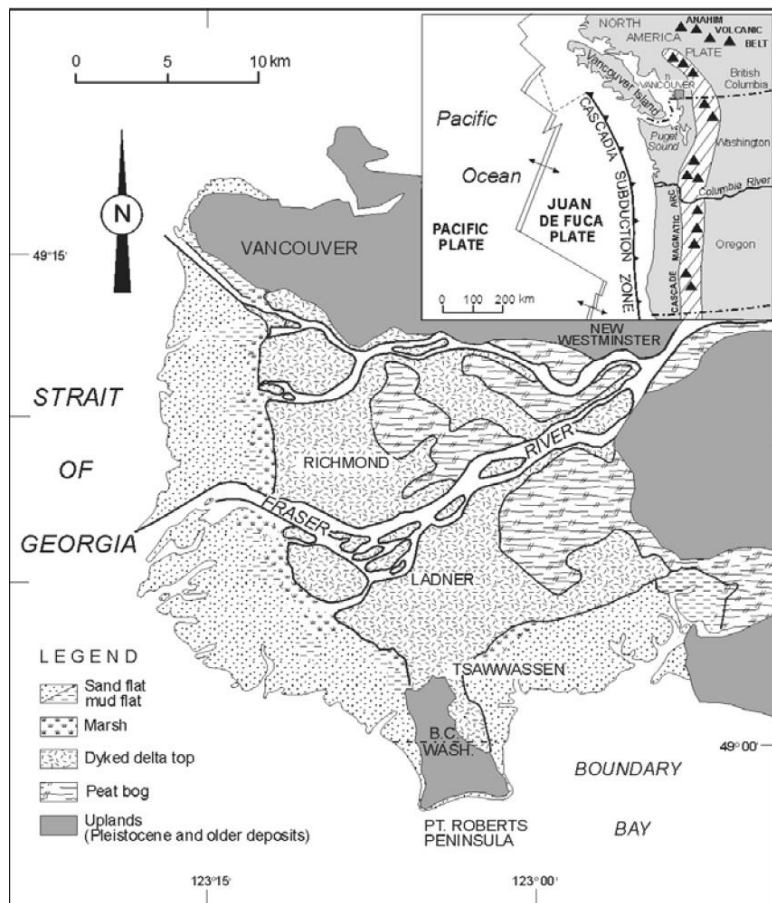 0 5 10 km
N
49°15'
VANCOUVER
STRAIT
OF
GEORGIA
NEW
WESTMINSTER
RICHMOND
FRASER
RIVER
LADNER
TSAWWASSEN
B.C.
WASH.
49°00'
BOUNDARY
BAY
PT. ROBERTS
PENINSULA
123°15'
123°00'
LEGEND
Sand flat
mud flat
Marsh
Dyked delta top
Peat bog
Uplands
(Pleistocene and older deposits)
NORTH
AMERICA
PLATE
ANAHIM
VOLCANIC
BELT
Vancouver Island
VANCOUVER
British
Columbia
Pacific
Ocean
Puget
Sound
Washington
Columbia River
CASCADIA SUBDUCTION ZONE
JUAN
DE FUCA
PLATE
PACIFIC
PLATE
CASCADE MAGMATIC ARC
Oregon
0 100 200 km